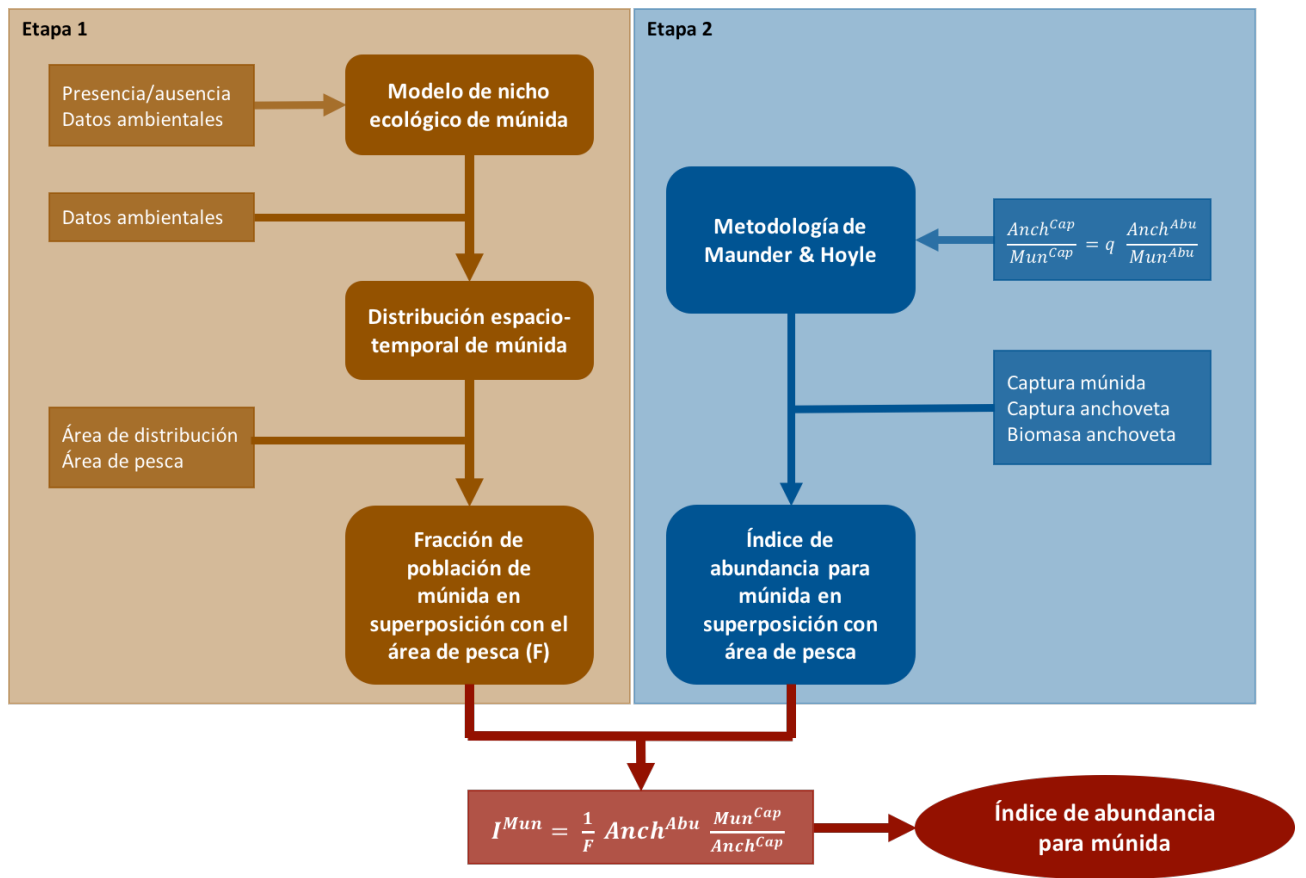 Etapa 1
Presencia/ausencia
Datos ambientales
Modelo de nicho
ecológico de múnida
Datos ambientales
Distribución espacio-
temporal de múnida
Área de distribución
Área de pesca
Fracción de
población de
múnida en
superposición con el
área de pesca (F)
Etapa 2
Metodología de
Maunder & Hoyle
Anch^Cap / Mun^Cap = q Anch^Abu / Mun^Abu
Captura múnida
Captura anchoveta
Biomasa anchoveta
Índice de
abundancia para
múnida en
superposición con
área de pesca
I^Mun = 1/F Anch^Abu Mun^Cap / Anch^Cap
Índice de abundancia
para múnida